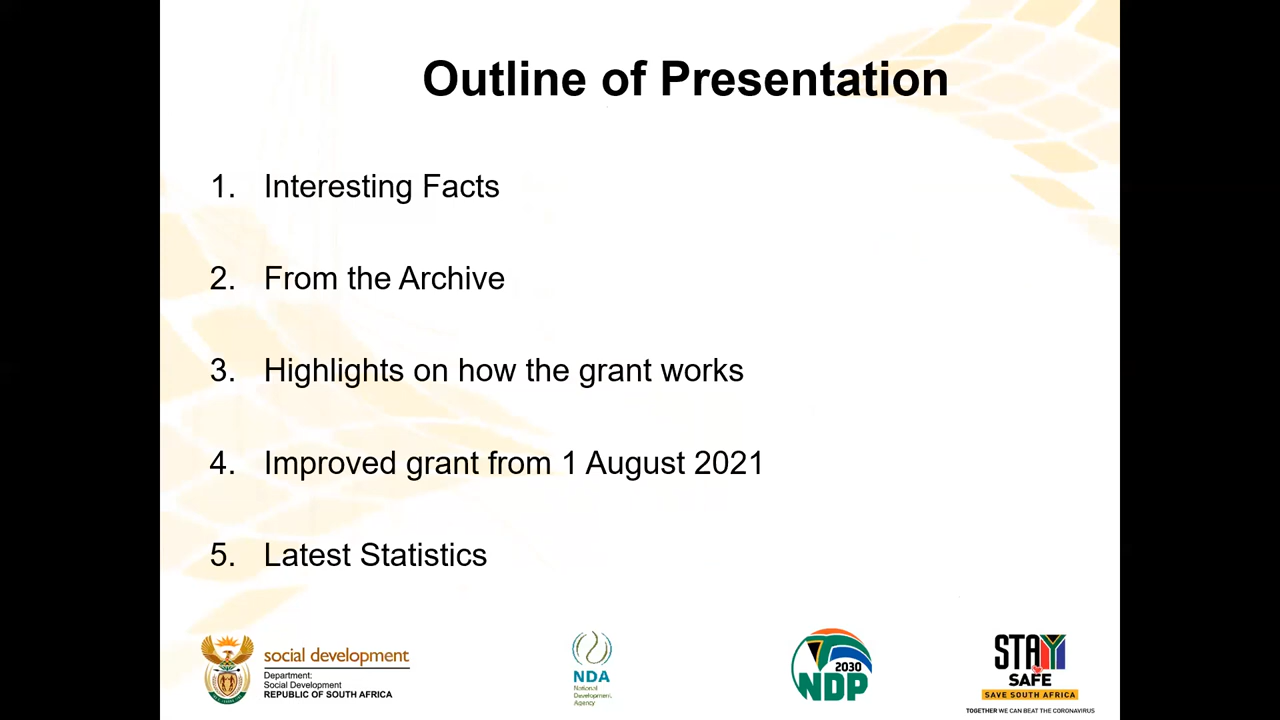 Outline of Presentation
1. Interesting Facts
2. From the Archive
3. Highlights on how the grant works
4. Improved grant from 1 August 2021
5. Latest Statistics
social development
Department:
Social Development
REPUBLIC OF SOUTH AFRICA
NDA
National
Development
Agency
2030
NDP
STAY
SAFE
SAVE SOUTH AFRICA
TOGETHER WE CAN BEAT THE CORONAVIRUS